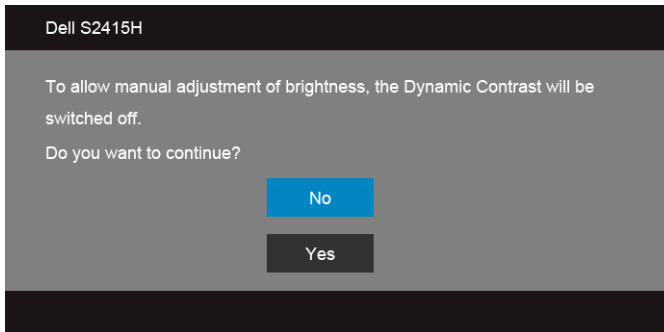 Dell S2415H
To allow manual adjustment of brightness, the Dynamic Contrast will be
switched off.
Do you want to continue?
No
Yes